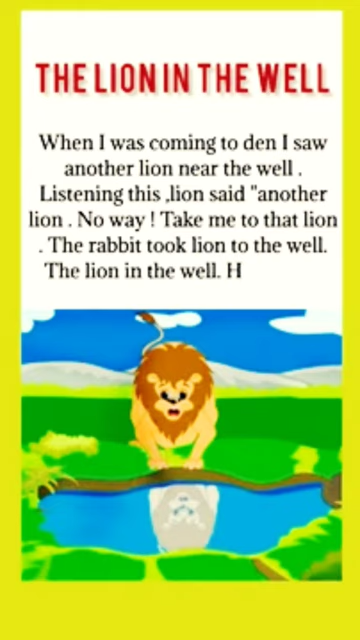 THE LION IN THE WELL
When I was coming to den I saw
another lion near the well .
Listening this ,lion said "another
lion . No way ! Take me to that lion
. The rabbit took lion to the well.
The lion in the well. H